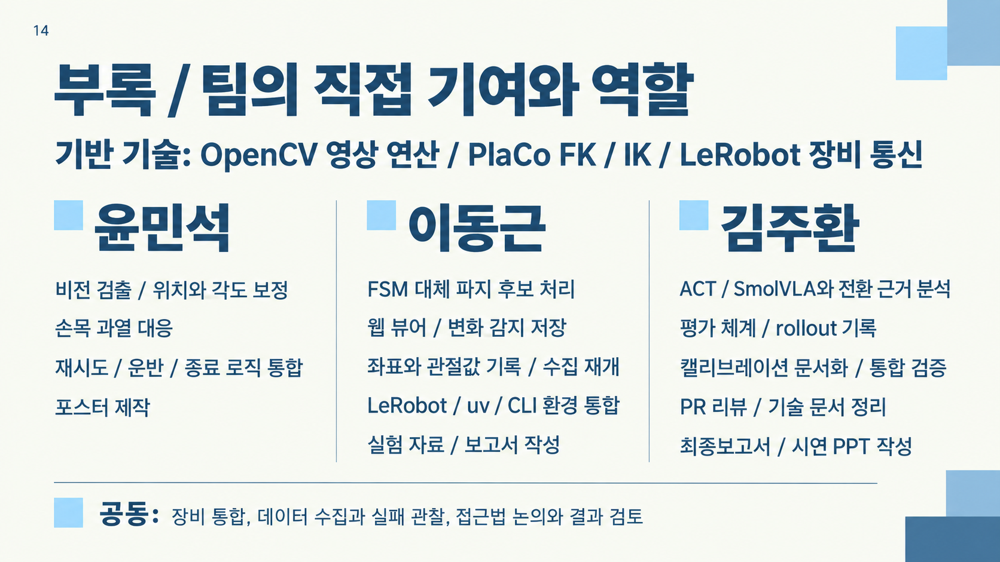 14
부록 / 팀의 직접 기여와 역할
기반 기술: OpenCV 영상 연산 / PlaCo FK / IK / LeRobot 장비 통신
윤민석
비전 검출 / 위치와 각도 보정
손목 과열 대응
재시도 / 운반 / 종료 로직 통합
포스터 제작
이동근
FSM 대체 파지 후보 처리
웹 뷰어 / 변화 감지 저장
좌표와 관절값 기록 / 수집 재개
LeRobot / uv / CLI 환경 통합
실험 자료 / 보고서 작성
김주환
ACT / SmolVLA와 전환 근거 분석
평가 체계 / rollout 기록
캘리브레이션 문서화 / 통합 검증
PR 리뷰 / 기술 문서 정리
최종보고서 / 시연 PPT 작성
공동: 장비 통합, 데이터 수집과 실패 관찰, 접근법 논의와 결과 검토